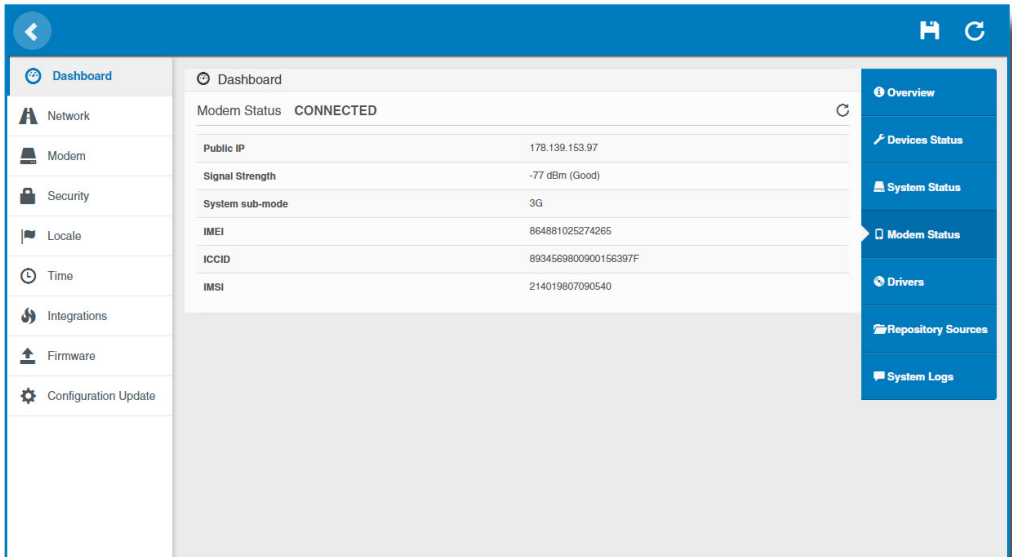 Dashboard
Network
Modem
Security
Locale
Time
Integrations
Firmware
Configuration Update
Dashboard
Modem Status CONNECTED
Public IP 178.139.153.97
Signal Strength -77 dBm (Good)
System sub-mode 3G
IMEI 864881025274265
ICCID 8934569800900156397F
IMSI 214019807090540
Overview
Devices Status
System Status
Modem Status
Drivers
Repository Sources
System Logs